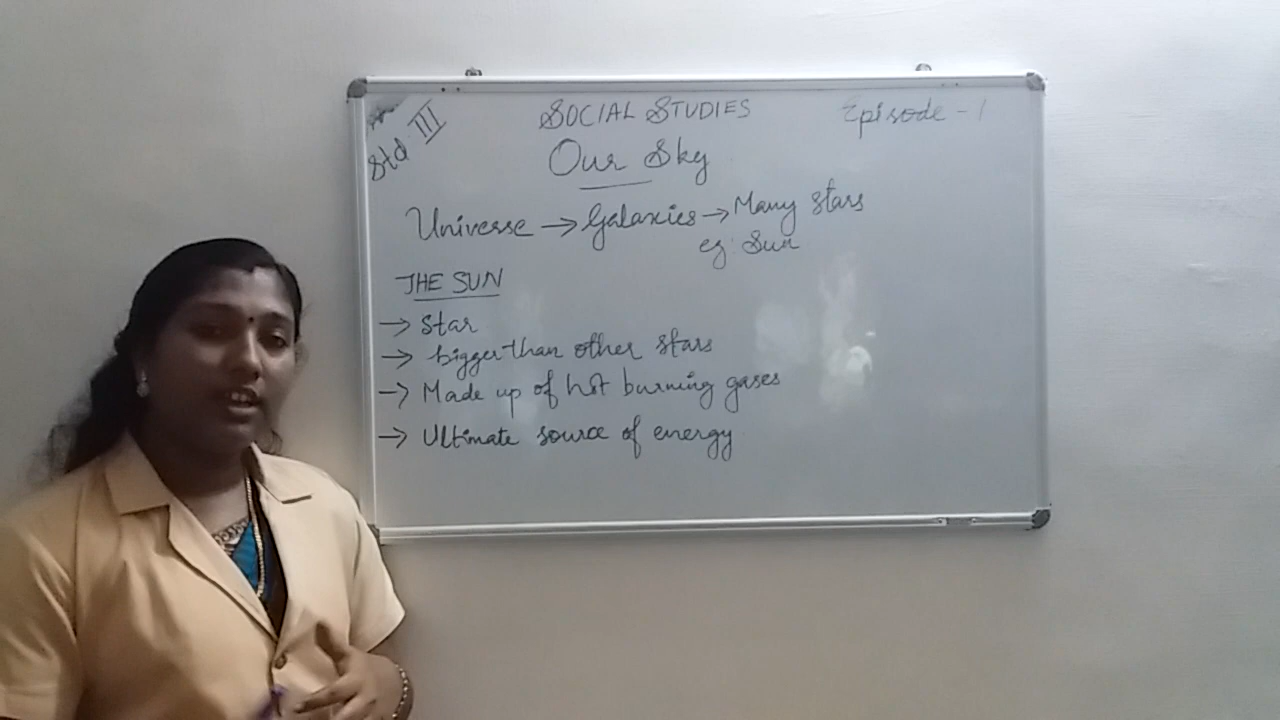 Std III
SOCIAL STUDIES
Episode - 1
Our Sky
Universe → Galaxies → Many stars
eg: Sun
THE SUN
→ Star
→ bigger than other stars
→ Made up of hot burning gases
→ Ultimate source of energy